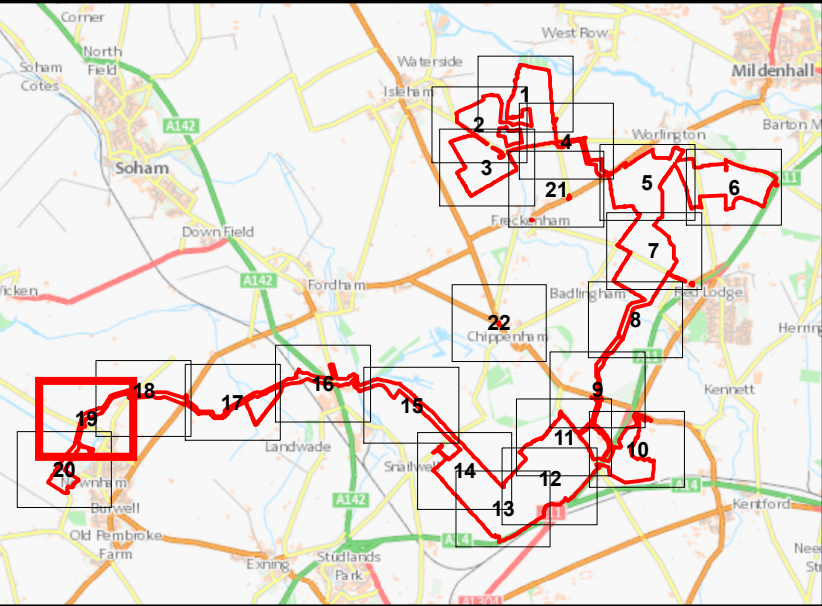 Corner
West Row
North
Field
Waterside
Soham
Cotes
Mildenhall
Isleham
1
A142
2
Barton M
4
Worlington
Soham
3
5
6
A11
21
Freckenham
Down Field
7
A142
Fordham
Wicken
Badlingham
Red Lodge
22
8
Chippenham
Herring
A11
16
18
9
Kennett
17
15
19
11
10
Landwade
Snailwell
14
20
12
Newnham
A14
A142
13
A11
Kentford
Burwell
Old Pembroke
Farm
A14
Exning
Studlands
Park
Nee
St
A1304